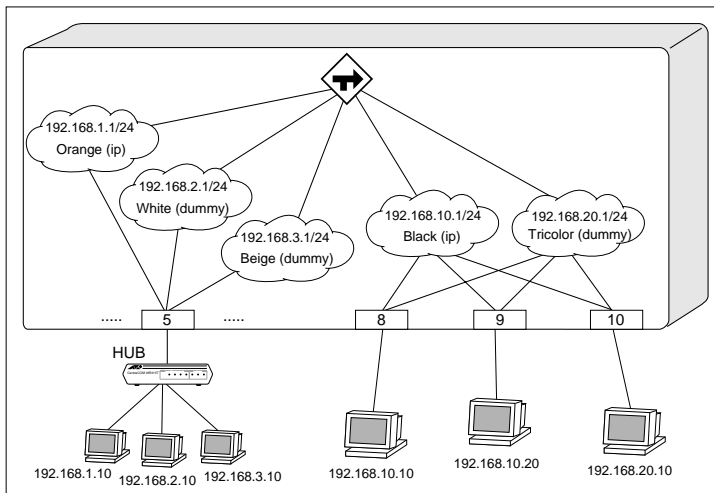 192.168.1.1/24
Orange (ip)
192.168.2.1/24
White (dummy)
192.168.3.1/24
Beige (dummy)
192.168.10.1/24
Black (ip)
192.168.20.1/24
Tricolor (dummy)
..... 5 ..... 8 9 10
HUB
192.168.1.10
192.168.2.10
192.168.3.10
192.168.10.10
192.168.10.20
192.168.20.10